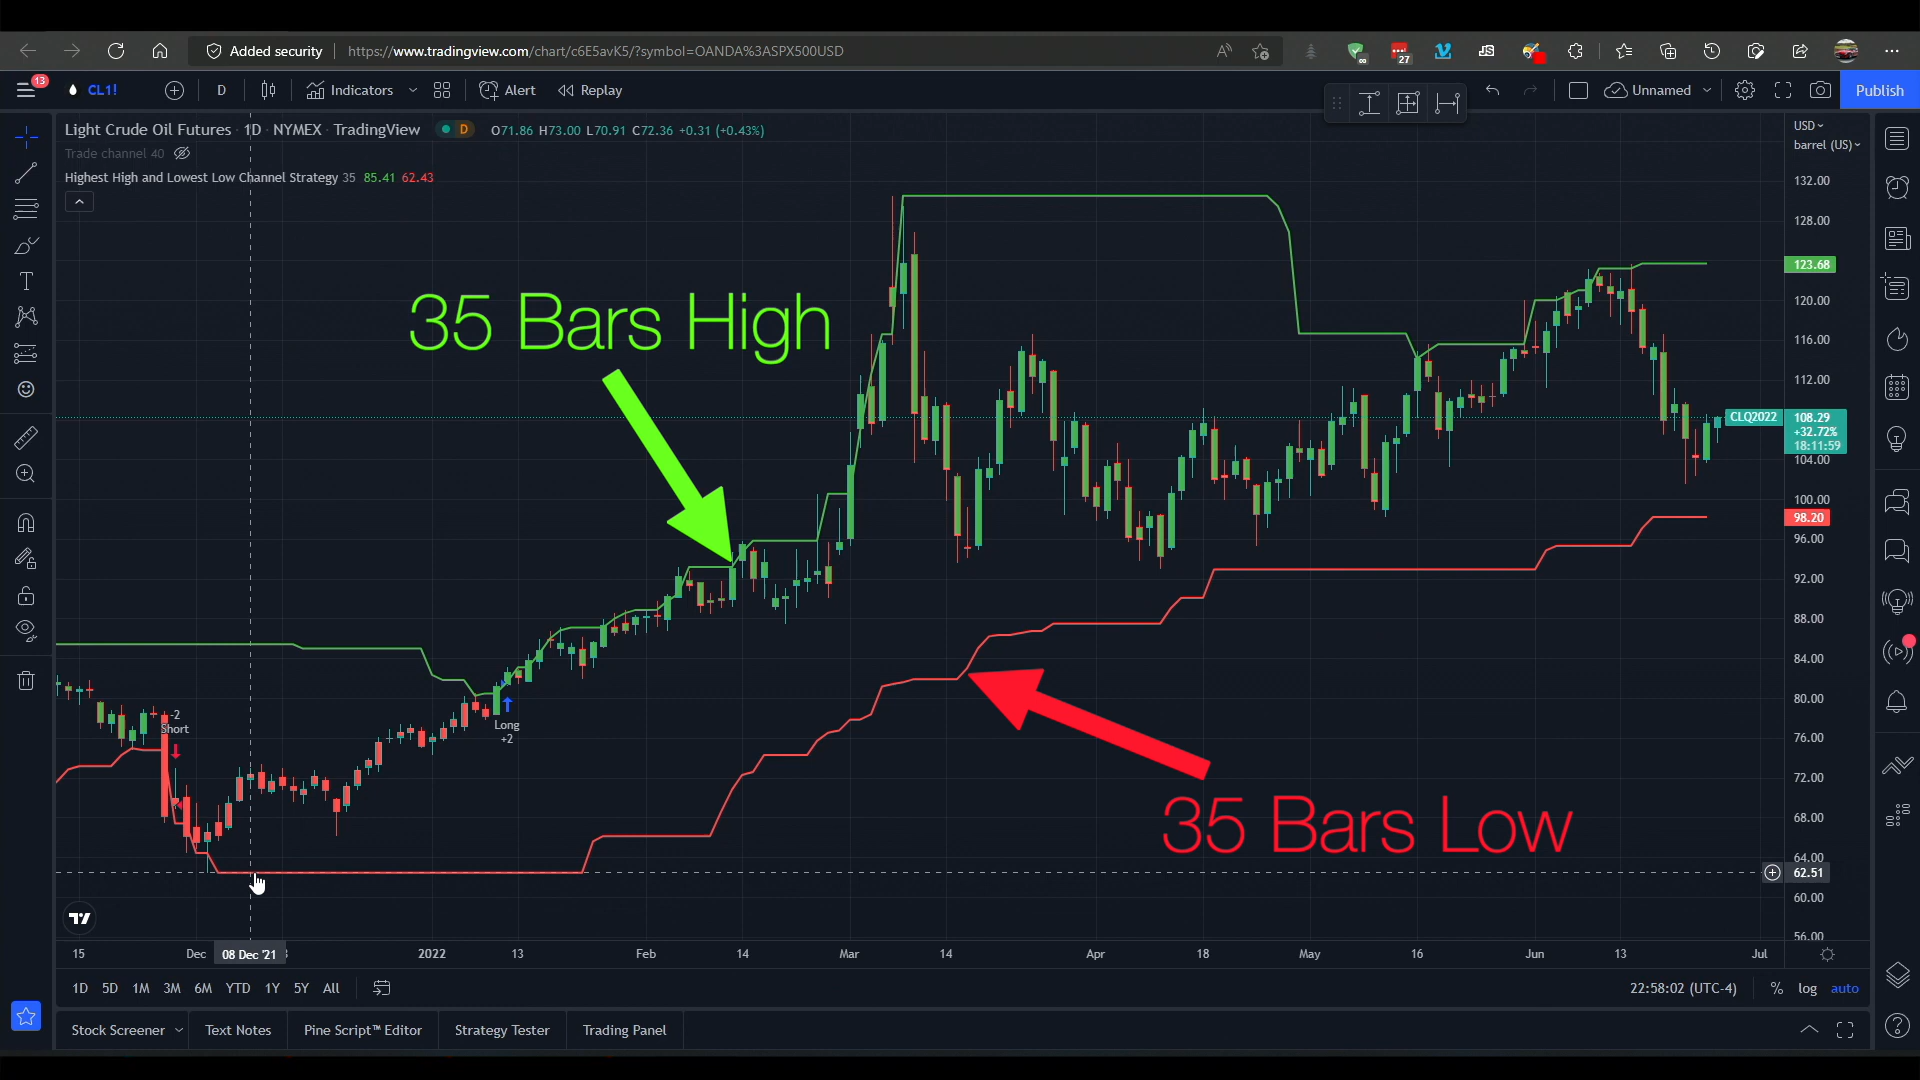 Added security
https://www.tradingview.com/chart/c6E5avK5/?symbol=OANDA%3ASPX500USD
A
27
JS
13
CL1!
D
Indicators
Alert
Replay
Unnamed
Publish
Light Crude Oil Futures · 1D · NYMEX · TradingView
D
O71.86 H73.00 L70.91 C72.36 +0.31 (+0.43%)
Trade channel 40
Highest High and Lowest Low Channel Strategy 35 85.41 62.43
USD
barrel (US)
132.00
128.00
123.68
120.00
116.00
112.00
CLQ2022
108.29
+32.72%
18:11:59
104.00
100.00
98.20
96.00
92.00
88.00
84.00
80.00
76.00
72.00
68.00
64.00
62.51
60.00
56.00
35 Bars High
35 Bars Low
-2
Short
Long
+2
15
Dec
08 Dec '21
2022
13
Feb
14
Mar
14
Apr
18
May
16
Jun
13
Jul
1D 5D 1M 3M 6M YTD 1Y 5Y All
22:58:02 (UTC-4)
% log auto
Stock Screener
Text Notes
Pine Script™ Editor
Strategy Tester
Trading Panel